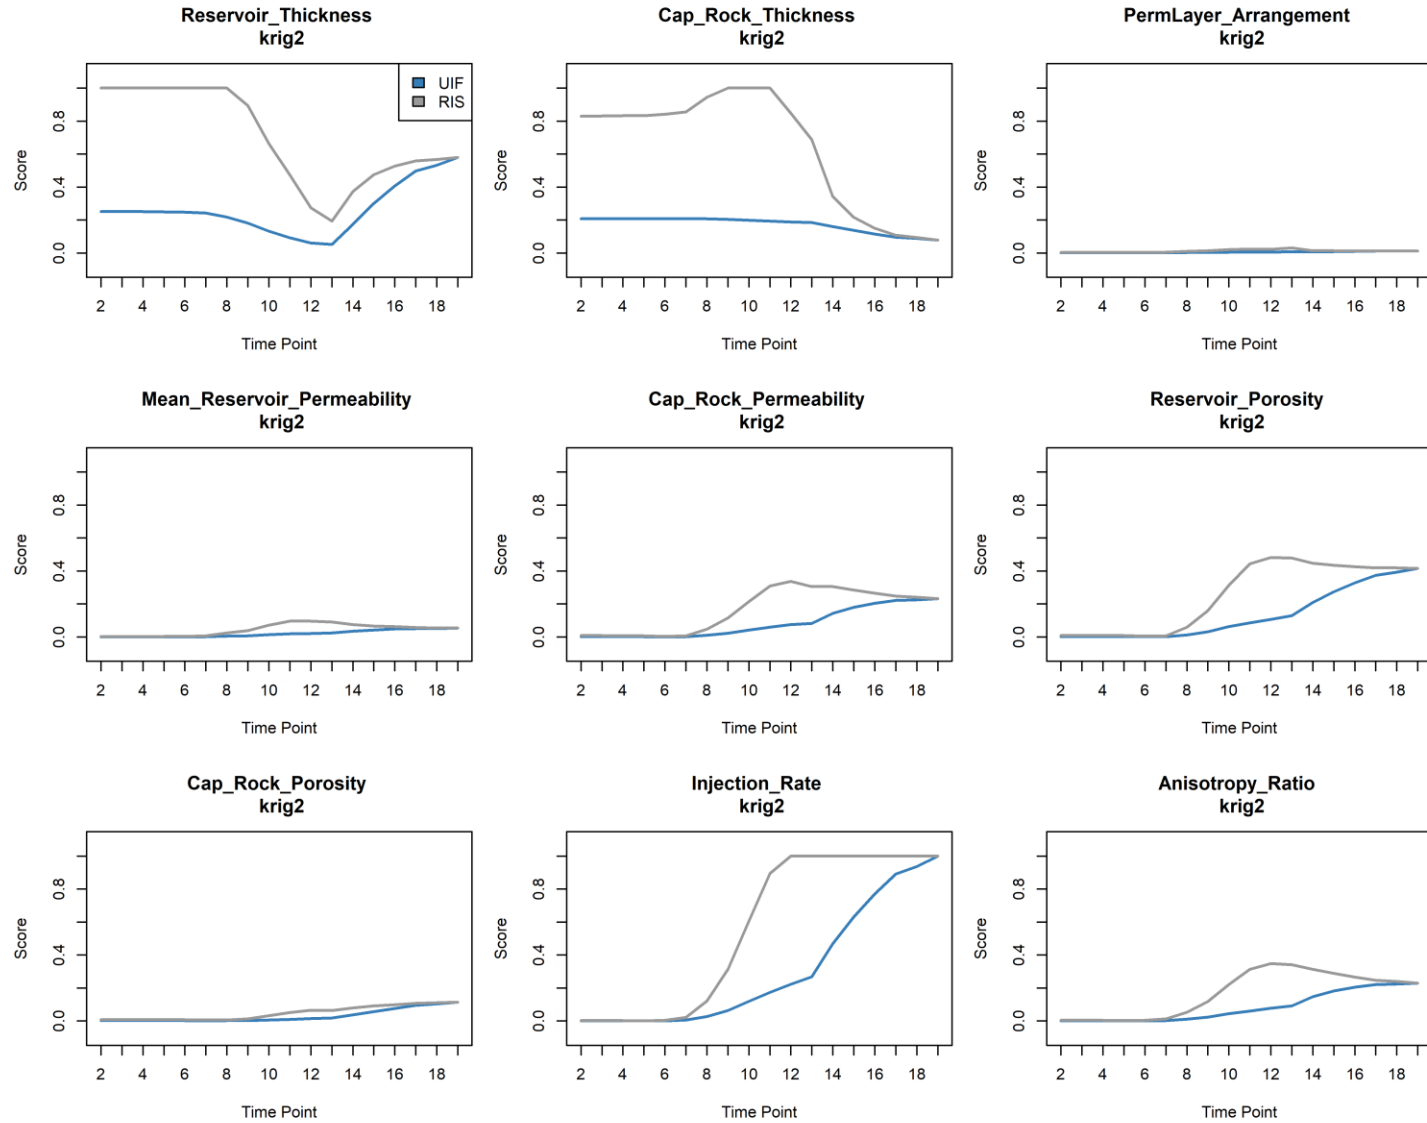 Reservoir_Thickness
krig2
UIF
RIS
Score
0.0 0.4 0.8
2 4 6 8 10 12 14 16 18
Time Point
Cap_Rock_Thickness
krig2
Score
0.0 0.4 0.8
2 4 6 8 10 12 14 16 18
Time Point
PermLayer_Arrangement
krig2
Score
0.0 0.4 0.8
2 4 6 8 10 12 14 16 18
Time Point
Mean_Reservoir_Permeability
krig2
Score
0.0 0.4 0.8
2 4 6 8 10 12 14 16 18
Time Point
Cap_Rock_Permeability
krig2
Score
0.0 0.4 0.8
2 4 6 8 10 12 14 16 18
Time Point
Reservoir_Porosity
krig2
Score
0.0 0.4 0.8
2 4 6 8 10 12 14 16 18
Time Point
Cap_Rock_Porosity
krig2
Score
0.0 0.4 0.8
2 4 6 8 10 12 14 16 18
Time Point
Injection_Rate
krig2
Score
0.0 0.4 0.8
2 4 6 8 10 12 14 16 18
Time Point
Anisotropy_Ratio
krig2
Score
0.0 0.4 0.8
2 4 6 8 10 12 14 16 18
Time Point